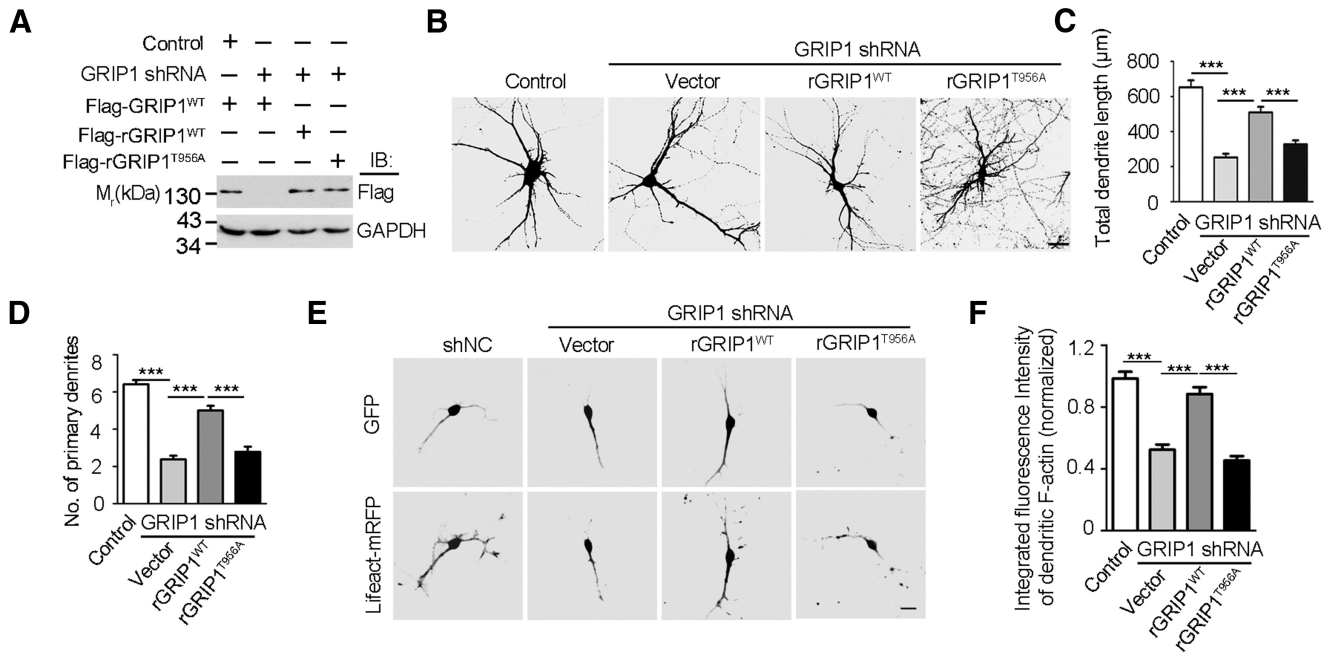 A
Control + – – –
GRIP1 shRNA – + + +
Flag-GRIP1WT + + – –
Flag-rGRIP1WT – – + –
Flag-rGRIP1T956A – – – +
IB:
Mr(kDa) 130 Flag
43
34
GAPDH
B
GRIP1 shRNA
Control Vector rGRIP1WT rGRIP1T956A
C
Total dendrite length (μm)
800
600
400
200
0
***
*** ***
Control
GRIP1 shRNA
Vector
rGRIP1WT
rGRIP1T956A
D
No. of primary denrites
8
6
4
2
0
***
*** ***
Control
GRIP1 shRNA
Vector
rGRIP1WT
rGRIP1T956A
E
GRIP1 shRNA
shNC Vector rGRIP1WT rGRIP1T956A
GFP
Lifeact-mRFP
F
Integrated fluorescence Intensity
of dendritic F-actin (normalized)
1.2
0.8
0.4
0
***
*** ***
Control
GRIP1 shRNA
Vector
rGRIP1WT
rGRIP1T956A